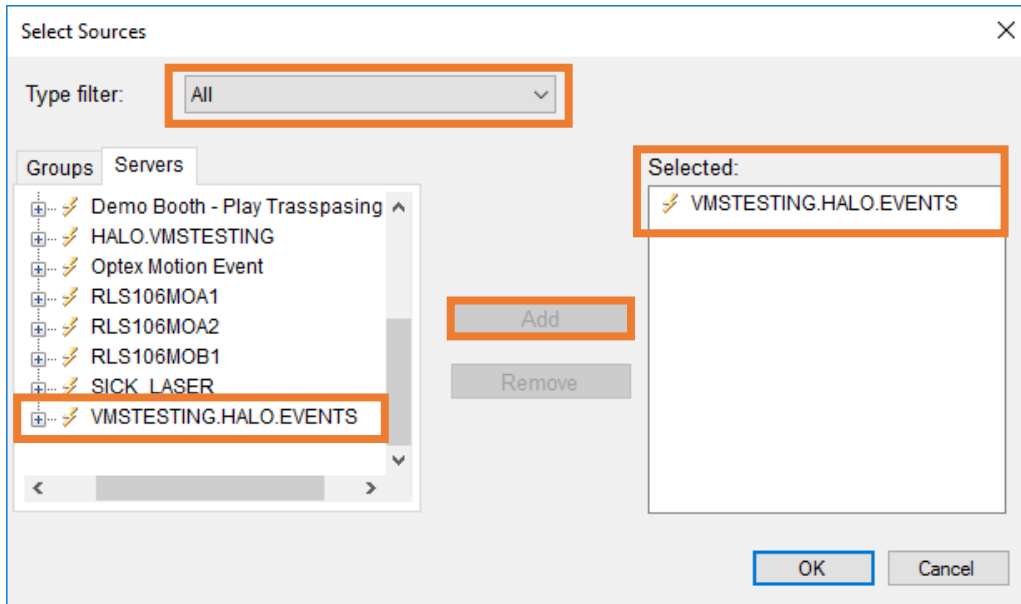 Select Sources
Type filter: All
Groups Servers
Demo Booth - Play Trasspasing
HALO.VMSTESTING
Optex Motion Event
RLS106MOA1
RLS106MOA2
RLS106MOB1
SICK_LASER
VMSTESTING.HALO.EVENTS
Add
Remove
Selected:
VMSTESTING.HALO.EVENTS
OK Cancel